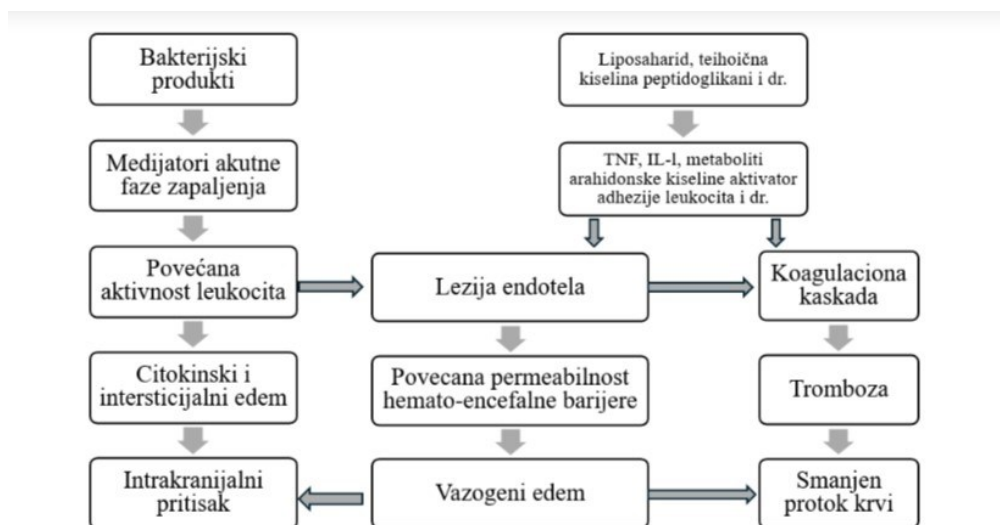 Bakterijski
produkti
Liposaharid, teihoična
kiselina peptidoglikani i dr.
Medijatori akutne
faze zapaljenja
TNF, IL-l, metaboliti
arahidonske kiseline aktivator
adhezije leukocita i dr.
Povećana
aktivnost leukocita
Lezija endotela
Koagulaciona
kaskada
Citokinski i
intersticijalni edem
Povecana permeabilnost
hemato-encefalne barijere
Tromboza
Intrakranijalni
pritisak
Vazogeni edem
Smanjen
protok krvi